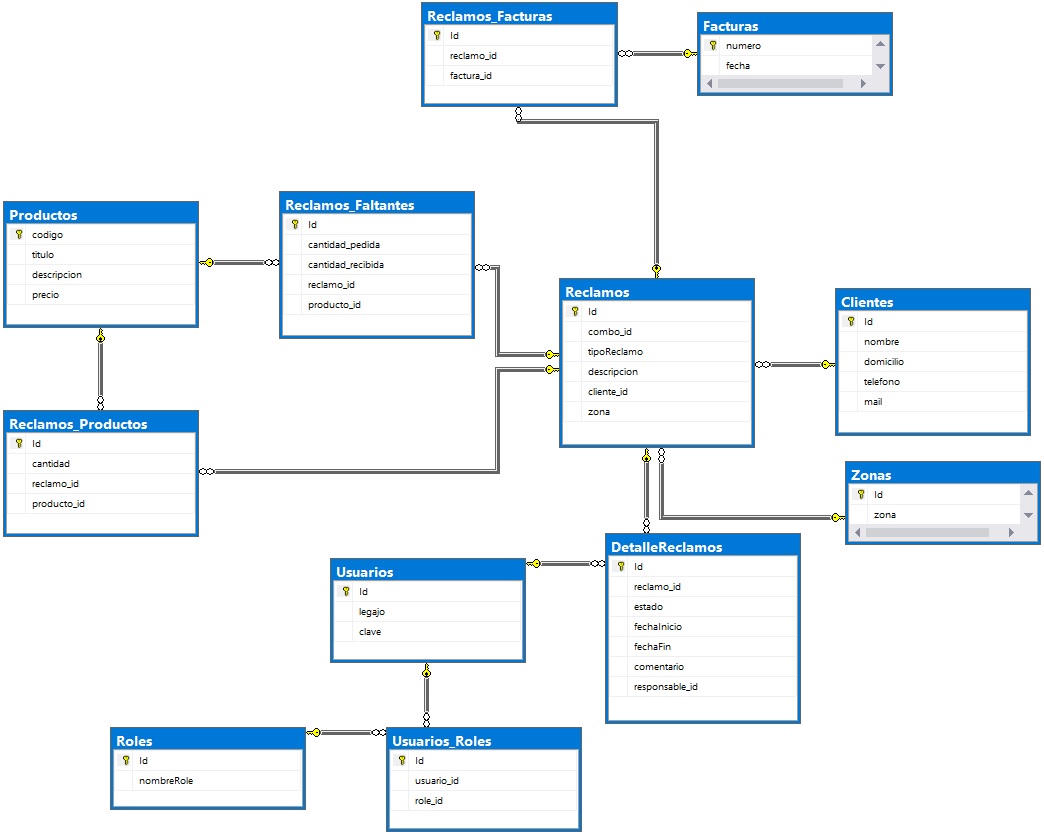 Reclamos_Facturas
Id
reclamo_id
factura_id
Facturas
numero
fecha
Productos
codigo
titulo
descripcion
precio
Reclamos_Faltantes
Id
cantidad_pedida
cantidad_recibida
reclamo_id
producto_id
Reclamos
Id
combo_id
tipoReclamo
descripcion
cliente_id
zona
Clientes
Id
nombre
domicilio
telefono
mail
Reclamos_Productos
Id
cantidad
reclamo_id
producto_id
Zonas
Id
zona
Usuarios
Id
legajo
clave
DetalleReclamos
Id
reclamo_id
estado
fechaInicio
fechaFin
comentario
responsable_id
Roles
Id
nombreRole
Usuarios_Roles
Id
usuario_id
role_id